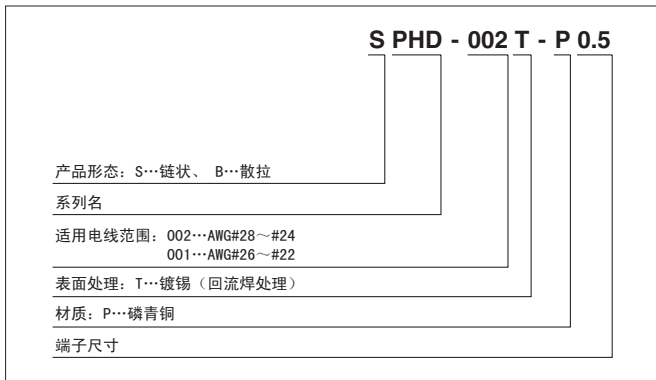 S PHD - 002 T - P 0.5
产品形态：S…链状、 B…散拉
系列名
适用电线范围：002…AWG#28～#24
001…AWG#26～#22
表面处理：T…镀锡（回流焊处理）
材质：P…磷青铜
端子尺寸